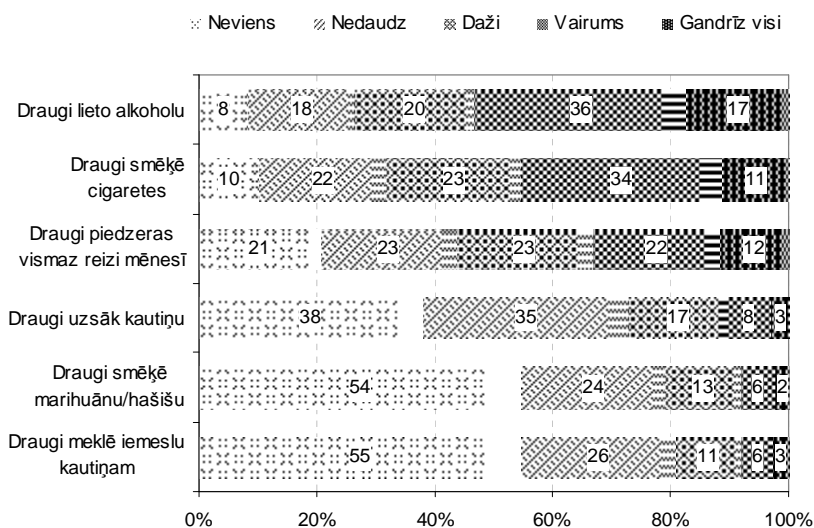 Neviens Nedaudz Daži Vairums Gandrīz visi
Draugi lieto alkoholu 8 18 20 36 17
Draugi smēķē
cigaretes 10 22 23 34 11
Draugi piedzeras
vismaz reizi mēnesī 21 23 23 22 12
Draugi uzsāk kautiņu 38 35 17 8 3
Draugi smēķē
marihuānu/hašišu 54 24 13 6 2
Draugi meklē iemeslu
kautiņam 55 26 11 6 3
0% 20% 40% 60% 80% 100%